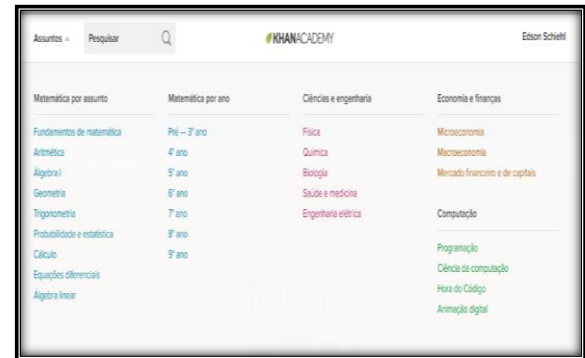 Assuntos
Pesquisar
KHANACADEMY
Edson Schiehl
Matemática por assunto
Fundamentos de matemática
Aritmética
Álgebra I
Geometria
Trigonometria
Probabilidade e estatística
Cálculo
Equações diferenciais
Álgebra linear
Matemática por ano
Pré — 3º ano
4º ano
5º ano
6º ano
7º ano
8º ano
9º ano
Ciências e engenharia
Física
Química
Biologia
Saúde e medicina
Engenharia elétrica
Economia e finanças
Microeconomia
Macroeconomia
Mercado financeiro e de capitais
Computação
Programação
Ciência da computação
Hora do Código
Animação digital